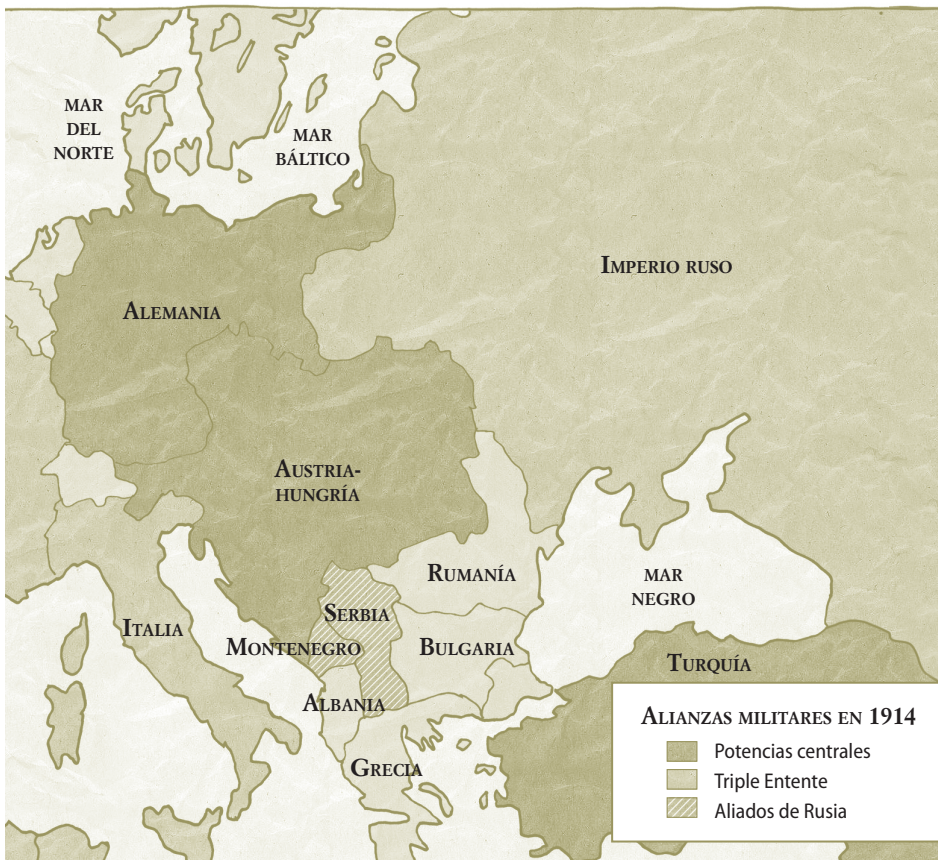 MAR
DEL
NORTE
MAR
BÁLTICO
IMPERIO RUSO
ALEMANIA
AUSTRIA-
HUNGRÍA
RUMANÍA
MAR
NEGRO
SERBIA
ITALIA
MONTENEGRO
BULGARIA
TURQUÍA
ALBANIA
GRECIA
ALIANZAS MILITARES EN 1914
Potencias centrales
Triple Entente
Aliados de Rusia